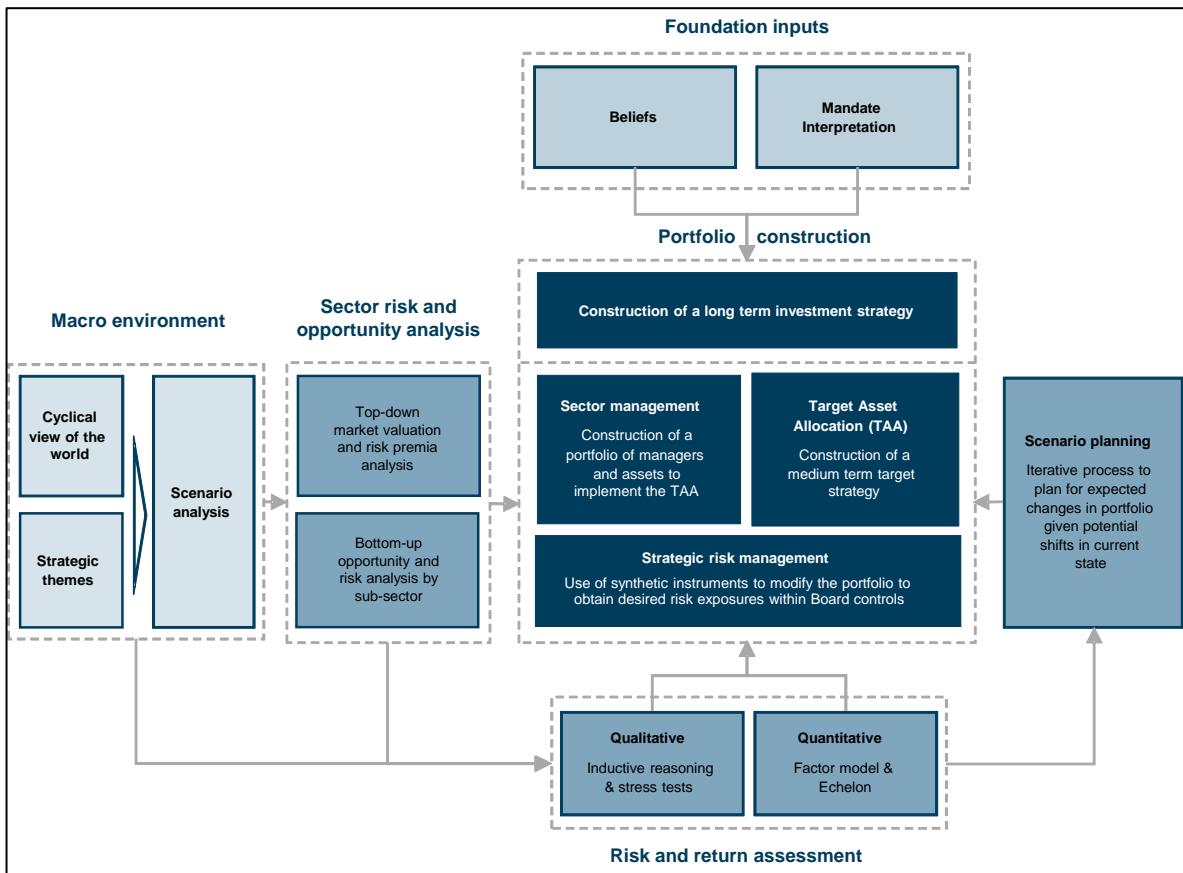 Foundation inputs
Beliefs
Mandate
Interpretation
Portfolio construction
Construction of a long term investment strategy
Macro environment
Cyclical
view of the
world
Strategic
themes
Scenario
analysis
Sector risk and
opportunity analysis
Top-down
market valuation
and risk premia
analysis
Bottom-up
opportunity and
risk analysis by
sub-sector
Sector management
Construction of a
portfolio of managers
and assets to
implement the TAA
Target Asset
Allocation (TAA)
Construction of a
medium term target
strategy
Strategic risk management
Use of synthetic instruments to modify the portfolio to
obtain desired risk exposures within Board controls
Scenario planning
Iterative process to
plan for expected
changes in portfolio
given potential
shifts in current
state
Qualitative
Inductive reasoning
& stress tests
Quantitative
Factor model &
Echelon
Risk and return assessment